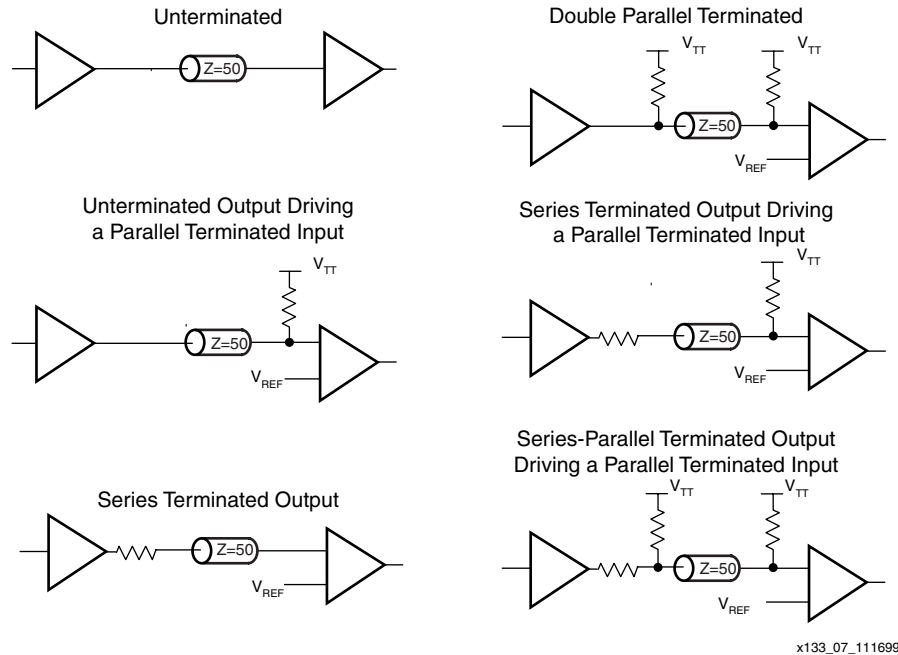 Unterminated
Z=50
Double Parallel Terminated
V_TT
V_TT
Z=50
V_REF
Unterminated Output Driving
a Parallel Terminated Input
V_TT
Z=50
V_REF
Series Terminated Output Driving
a Parallel Terminated Input
V_TT
Z=50
V_REF
Series Terminated Output
Z=50
V_REF
Series-Parallel Terminated Output
Driving a Parallel Terminated Input
V_TT
V_TT
Z=50
V_REF
x133_07_111699